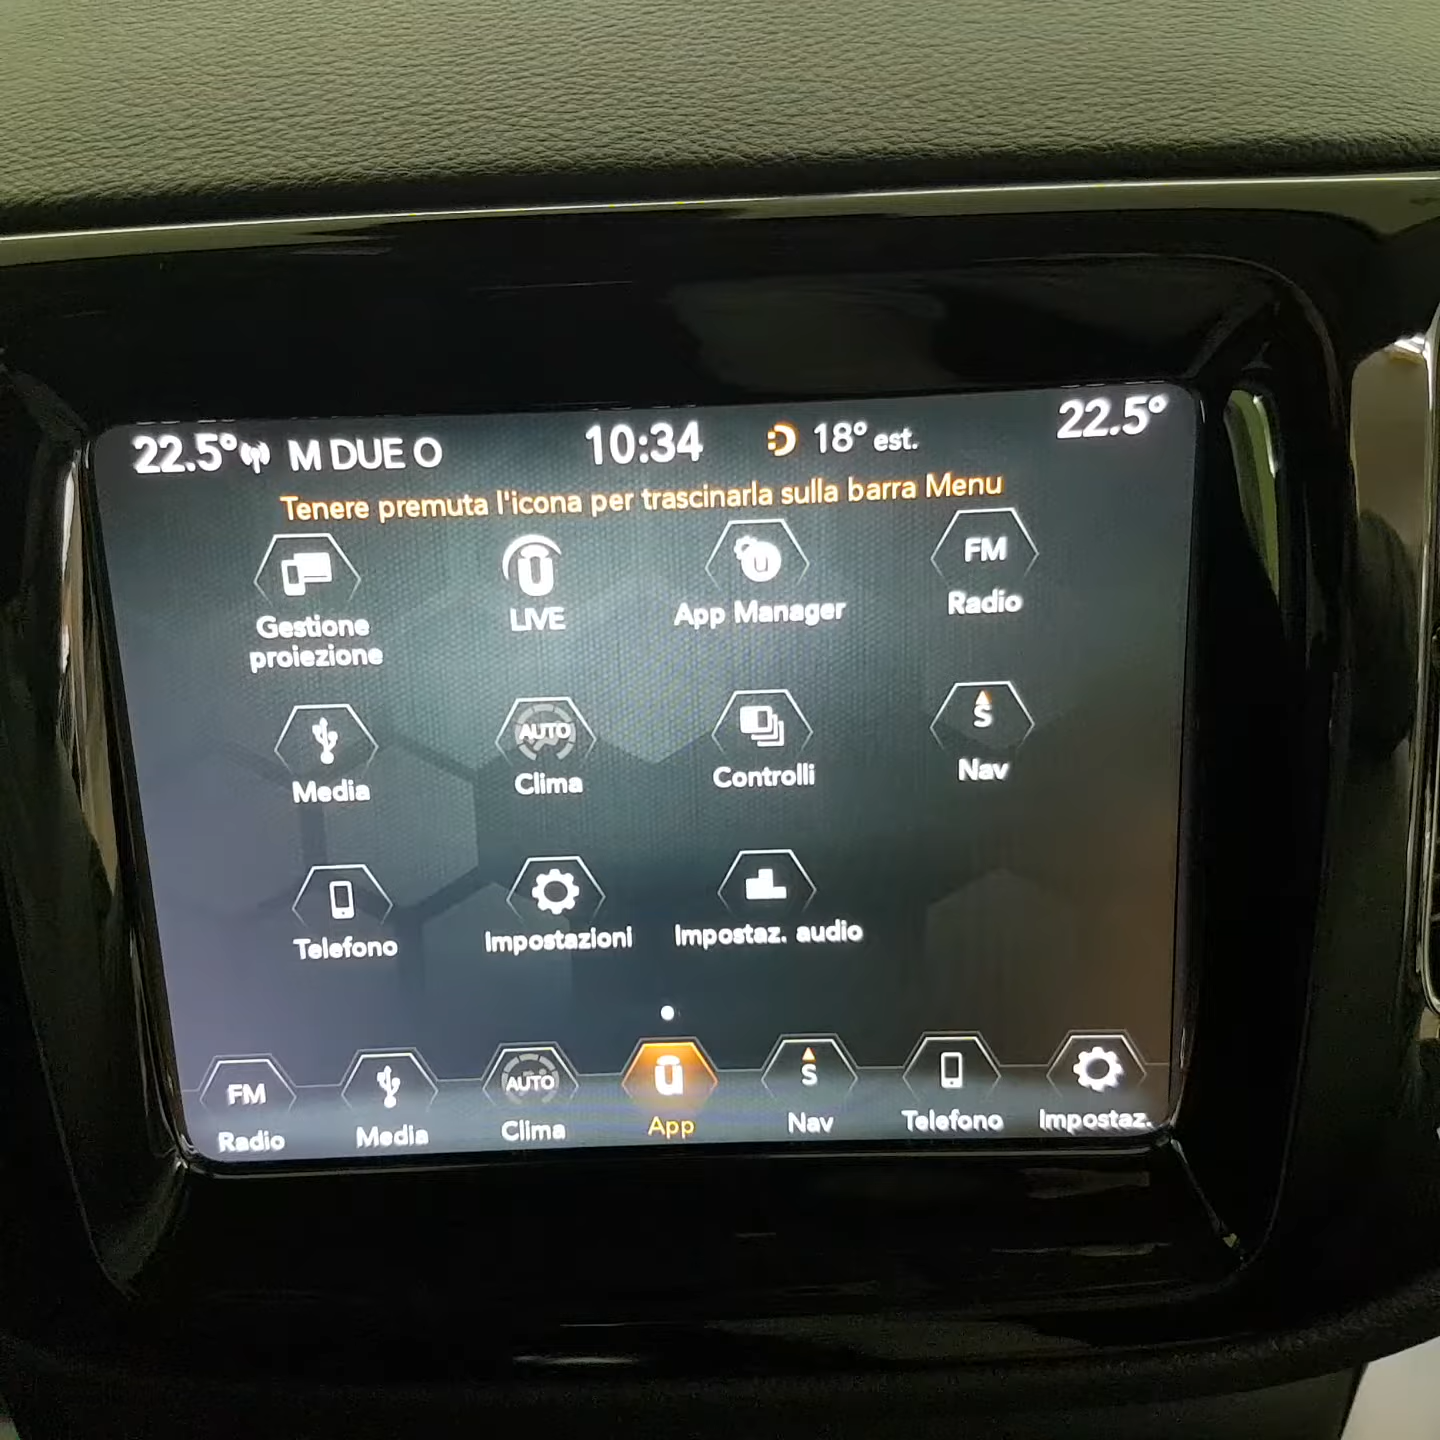 22.5° M DUE O 10:34 18° est. 22.5°
Tenere premuta l'icona per trascinarla sulla barra Menu
Gestione
proiezione
LIVE
App Manager
FM
Radio
Media
AUTO
Clima
Controlli
S
Nav
Telefono
Impostazioni
Impostaz. audio
FM
Radio
Media
AUTO
Clima
App
S
Nav
Telefono
Impostaz.